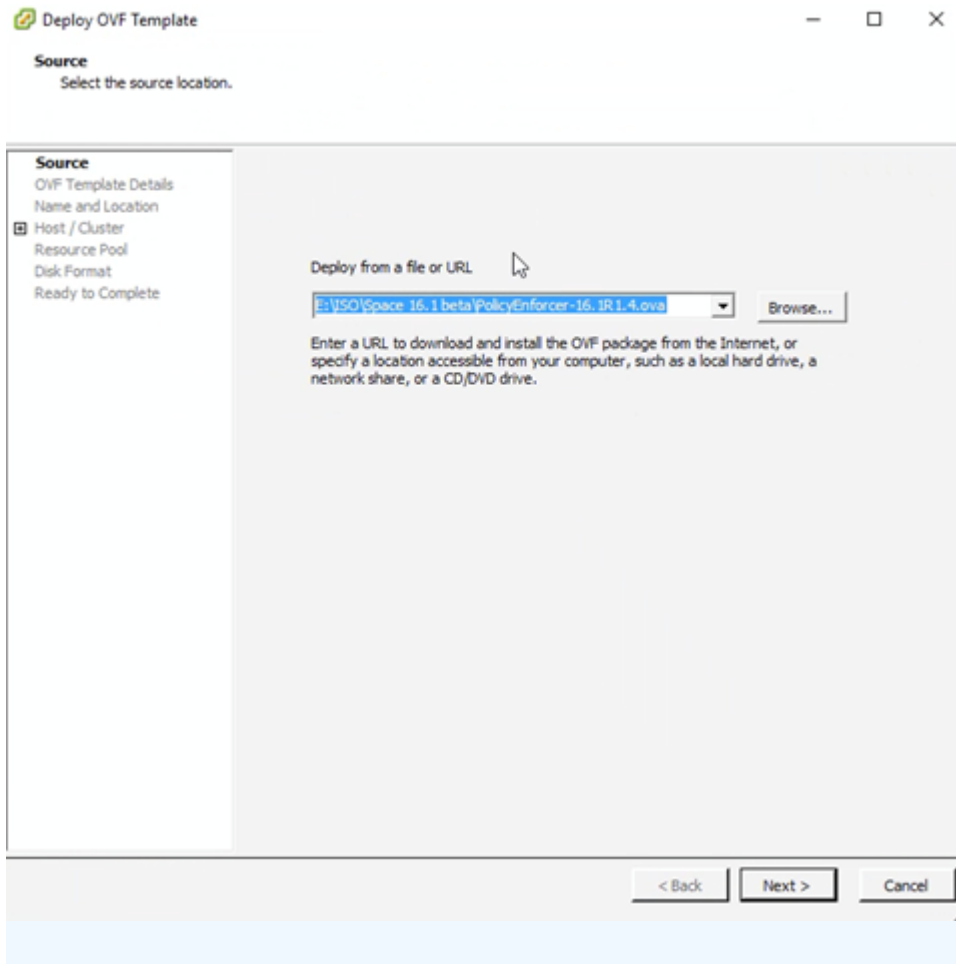 Deploy OVF Template
Source
Select the source location.
Source
OVF Template Details
Name and Location
Host / Cluster
Resource Pool
Disk Format
Ready to Complete
Deploy from a file or URL
E:\ISO\Space 16.1 beta\PolicyEnforcer-16.1R1.4.ova
Browse...
Enter a URL to download and install the OVF package from the Internet, or
specify a location accessible from your computer, such as a local hard drive, a
network share, or a CD/DVD drive.
< Back
Next >
Cancel